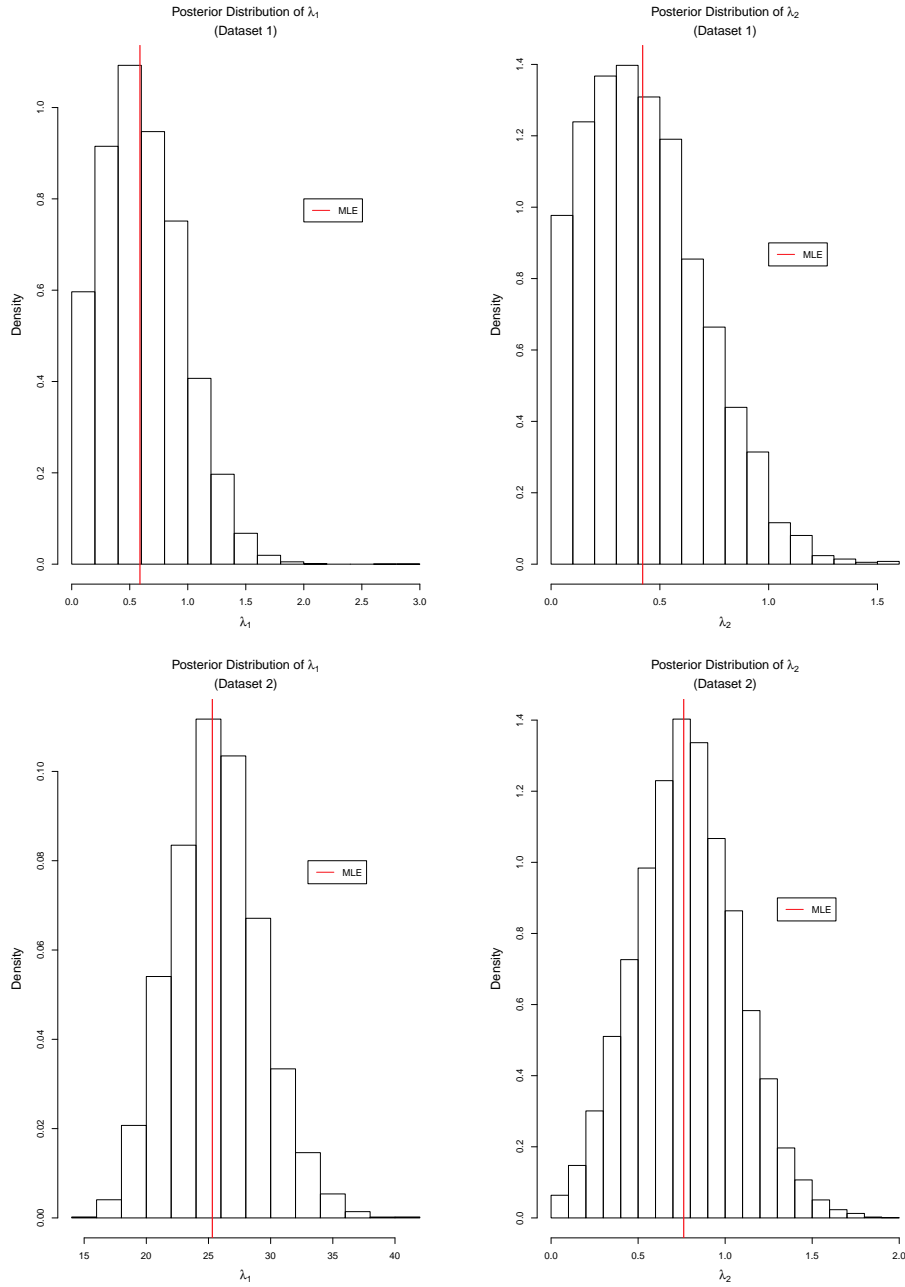 Posterior Distribution of λ₁
(Dataset 1)
Density
0.0 0.2 0.4 0.6 0.8 1.0
MLE
0.0 0.5 1.0 1.5 2.0 2.5 3.0
λ₁
Posterior Distribution of λ₂
(Dataset 1)
Density
0.0 0.2 0.4 0.6 0.8 1.0 1.2 1.4
MLE
0.0 0.5 1.0 1.5
λ₂
Posterior Distribution of λ₁
(Dataset 2)
Density
0.00 0.02 0.04 0.06 0.08 0.10
MLE
15 20 25 30 35 40
λ₁
Posterior Distribution of λ₂
(Dataset 2)
Density
0.0 0.2 0.4 0.6 0.8 1.0 1.2 1.4
MLE
0.0 0.5 1.0 1.5 2.0
λ₂